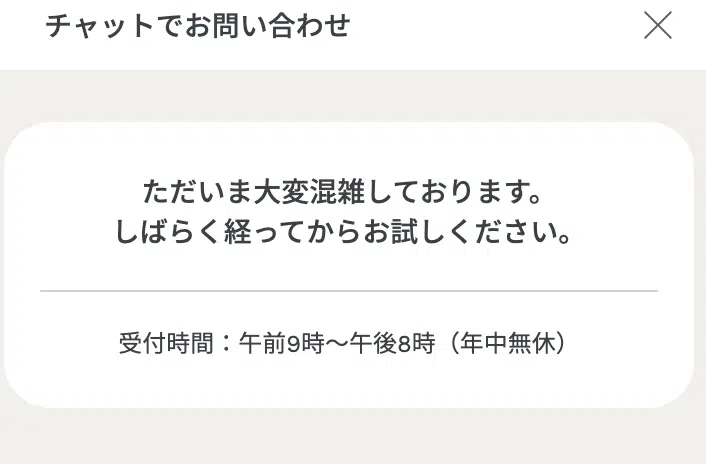 チャットでお問い合わせ
ただいま大変混雑しております。
しばらく経ってからお試しください。
受付時間：午前9時〜午後8時（年中無休）